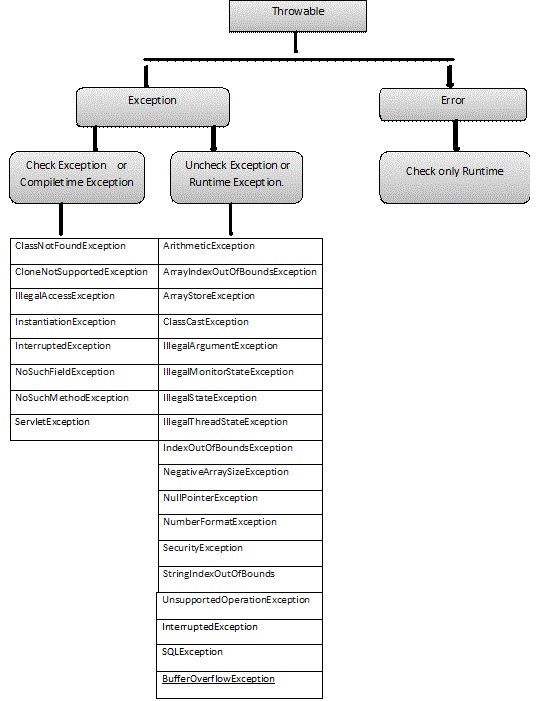 Throwable
Exception
Error
Check Exception or
Compiletime Exception
Uncheck Exception or
Runtime Exception.
Check only Runtime
ClassNotFoundException
CloneNotSupportedException
IllegalAccessException
InstantiationException
InterruptedException
NoSuchFieldException
NoSuchMethodException
ServletException
ArithmeticException
ArrayIndexOutOfBoundsException
ArrayStoreException
ClassCastException
IllegalArgumentException
IllegalMonitorStateException
IllegalStateException
IllegalThreadStateException
IndexOutOfBoundsException
NegativeArraySizeException
NullPointerException
NumberFormatException
SecurityException
StringIndexOutOfBounds
UnsupportedOperationException
InterruptedException
SQLException
BufferOverflowException